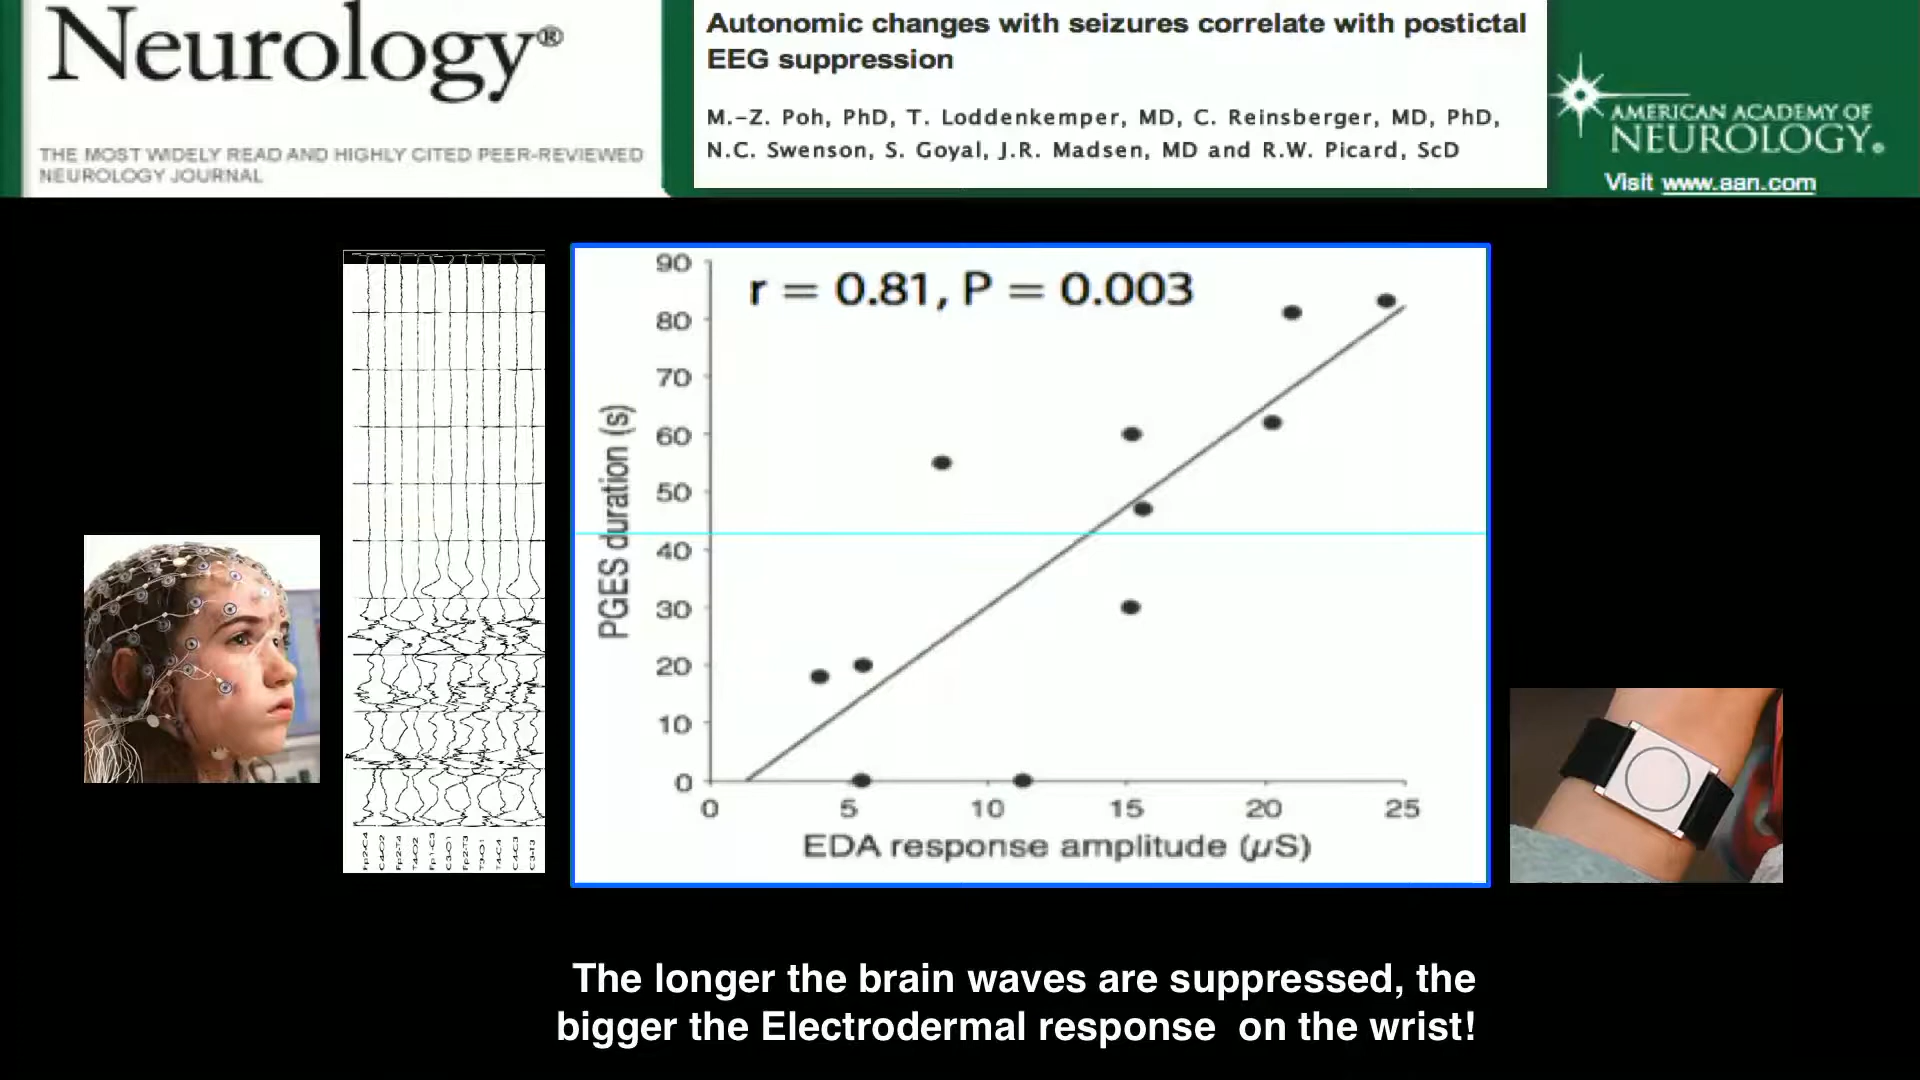 Neurology®
THE MOST WIDELY READ AND HIGHLY CITED PEER-REVIEWED
NEUROLOGY JOURNAL
Autonomic changes with seizures correlate with postictal
EEG suppression
M.-Z. Poh, PhD, T. Loddenkemper, MD, C. Reinsberger, MD, PhD,
N.C. Swenson, S. Goyal, J.R. Madsen, MD and R.W. Picard, ScD
AMERICAN ACADEMY OF
NEUROLOGY®
Visit www.aan.com
r = 0.81, P = 0.003
PGES duration (s)
90
80
70
60
50
40
30
20
10
0
0 5 10 15 20 25
EDA response amplitude (μS)
The longer the brain waves are suppressed, the
bigger the Electrodermal response on the wrist!